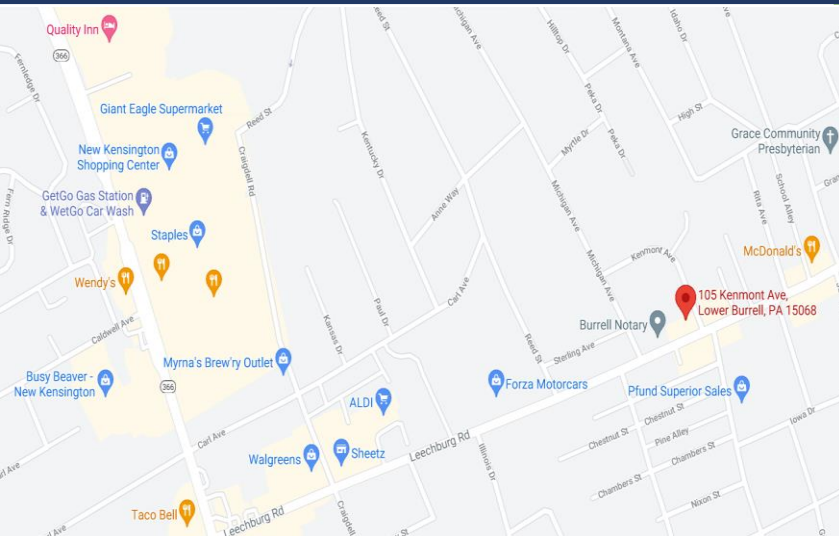 Quality Inn
366
Fernledge Dr
Reed St
Michigan Ave
Hilltop Dr
Montana Ave
Idaho Dr
Giant Eagle Supermarket
Reed St
Peka Dr
High St
New Kensington
Shopping Center
Craigdell Rd
Kentucky Dr
Myrtle Dr
Peka Dr
Grace Community
Presbyterian
GetGo Gas Station
& WetGo Car Wash
Fern Ridge Dr
Anne Way
Michigan Ave
Rita Ave
School Alley
Staples
Kenmont Ave
McDonald's
Wendy's
Michigan Ave
Carl Ave
105 Kenmont Ave,
Lower Burrell, PA 15068
Caldwell Ave
Kansas Dr
Paul Dr
Burrell Notary
Reed St
Sterling Ave
Myrna's Brew'ry Outlet
Busy Beaver -
New Kensington
366
ALDI
Forza Motorcars
Pfund Superior Sales
Carl Ave
Leechburg Rd
Chestnut St
Chestnut St
Pine Alley
Iowa Dr
Walgreens
Sheetz
Illinois Dr
Chambers St
Chambers St
Nixon St
Taco Bell
Leechburg Rd
Craigdell